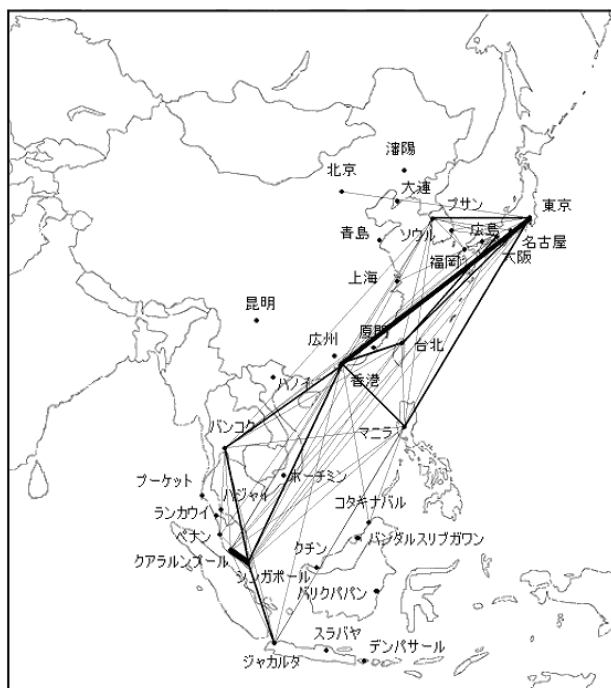 瀋陽
北京
大連
プサン
東京
青島
ソウル
広島
名古屋
福岡
大阪
上海
昆明
広州
厦門
台北
香港
ハノイ
バンコク
マニラ
ホーチミン
プーケット
ハジャイ
コタキナバル
ランカウイ
ペナン
バンダルスリブガワン
クアラルンプール
クチン
シンガポール
バリクパパン
スラバヤ
ジャカルタ
デンパサール